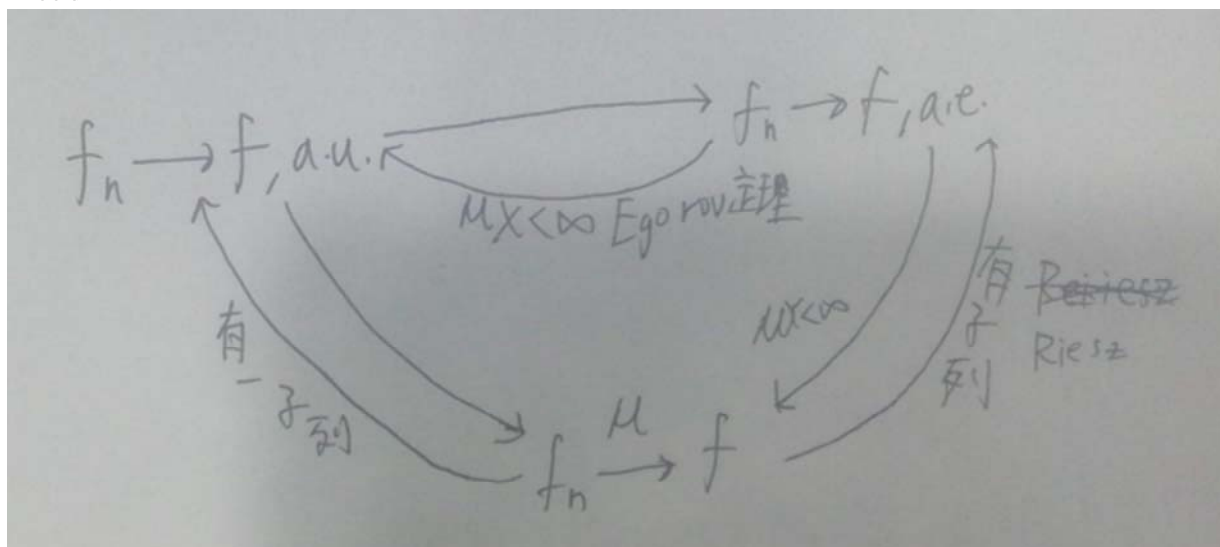 fn → f, a.u.
fn → f, a.e.
μX<∞ Egorov定理
有一子列
μX<∞
有子列
Riesz
fn μ→ f